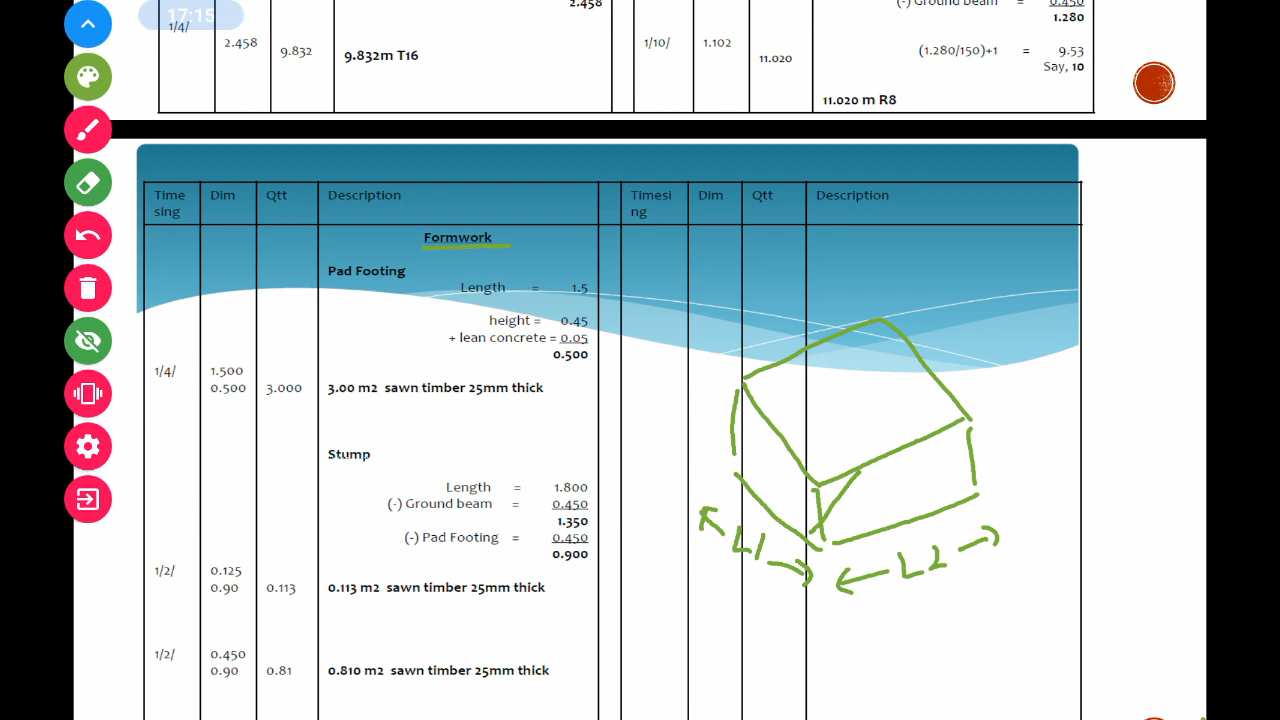 17:15
2.458
(-) Ground beam = 0.450
1.280
1/4/
2.458
9.832
9.832m T16
1/10/
1.102
11.020
(1.280/150)+1 = 9.53
Say, 10
11.020 m R8
Time
sing
Dim
Qtt
Description
Timesi
ng
Dim
Qtt
Description
Formwork
Pad Footing
Length = 1.5
height = 0.45
+ lean concrete = 0.05
0.500
1/4/
1.500
0.500
3.000
3.00 m2 sawn timber 25mm thick
Stump
Length = 1.800
(-) Ground beam = 0.450
1.350
(-) Pad Footing = 0.450
0.900
1/2/
0.125
0.90
0.113
0.113 m2 sawn timber 25mm thick
1/2/
0.450
0.90
0.81
0.810 m2 sawn timber 25mm thick
L1
L2